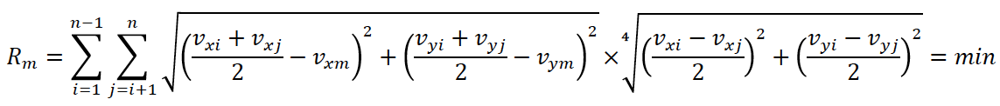 $R_m = \sum_{i=1}^{n-1} \sum_{j=i+1}^{n} \sqrt{\left(\frac{v_{xi} + v_{xj}}{2} - v_{xm}\right)^2 + \left(\frac{v_{yi} + v_{yj}}{2} - v_{ym}\right)^2} \times \sqrt[4]{\left(\frac{v_{xi} - v_{xj}}{2}\right)^2 + \left(\frac{v_{yi} - v_{yj}}{2}\right)^2} = min$